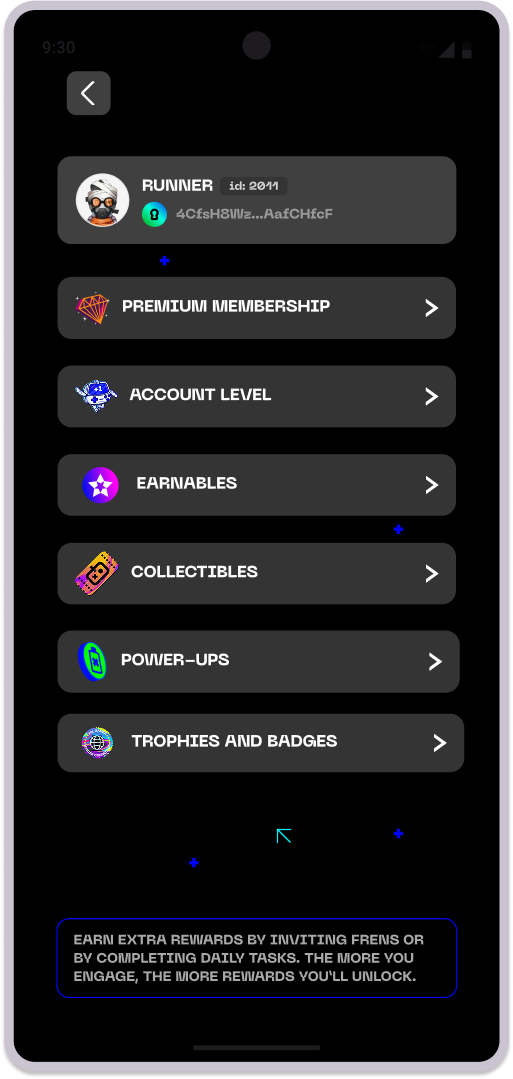 9:30
RUNNER id: 2011
4CfsH8Wz...AafCHfcF
PREMIUM MEMBERSHIP
+1
ACCOUNT LEVEL
EARNABLES
COLLECTIBLES
POWER-UPS
TROPHIES AND BADGES
EARN EXTRA REWARDS BY INVITING FRENS OR
BY COMPLETING DAILY TASKS. THE MORE YOU
ENGAGE, THE MORE REWARDS YOU'LL UNLOCK.